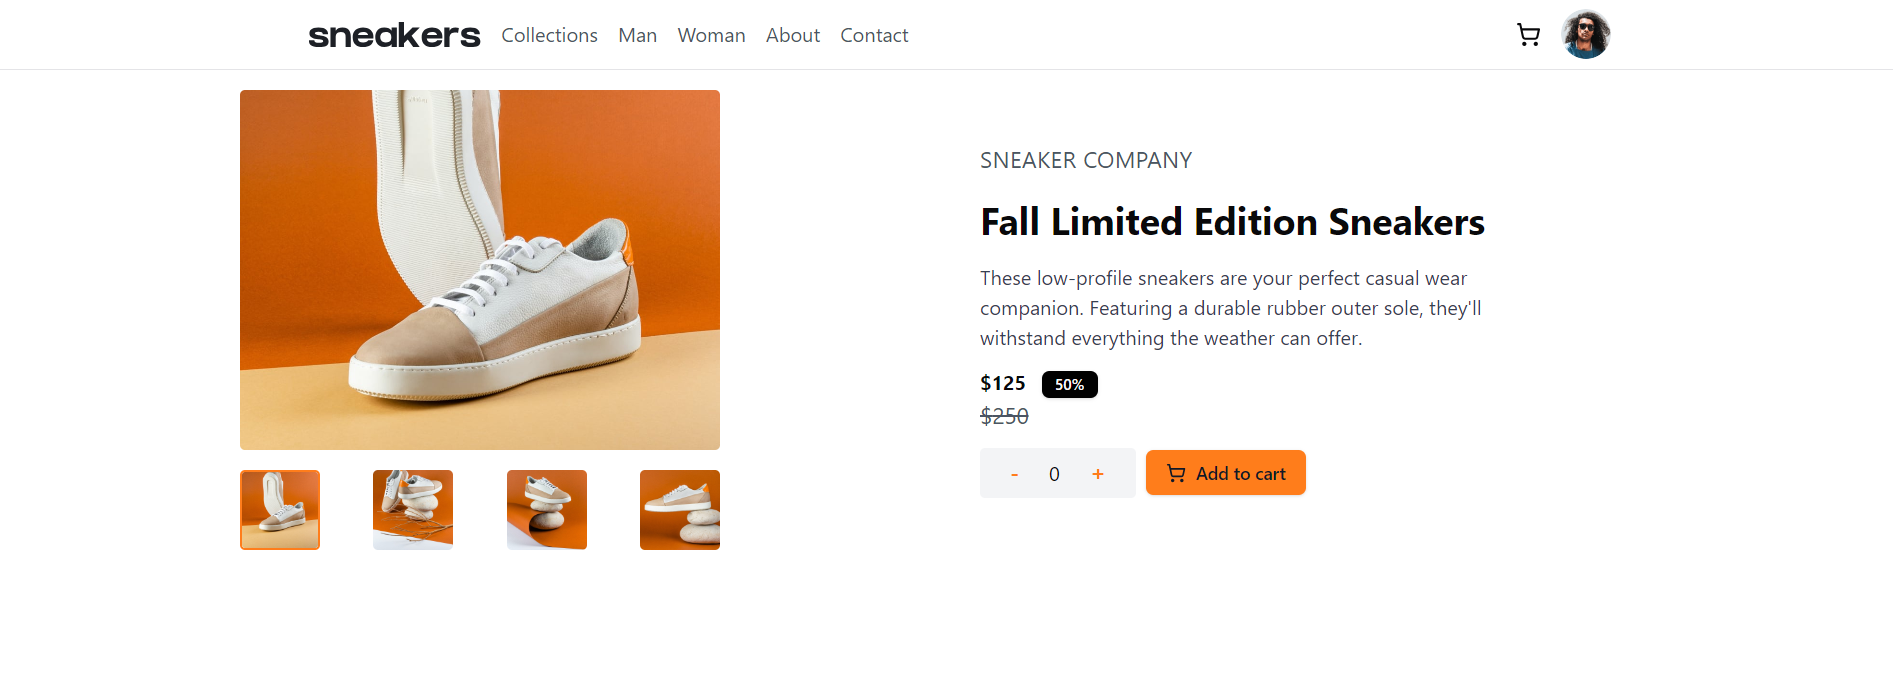 sneakers Collections Man Woman About Contact
SNEAKER COMPANY
Fall Limited Edition Sneakers
These low-profile sneakers are your perfect casual wear
companion. Featuring a durable rubber outer sole, they'll
withstand everything the weather can offer.
$125 50%
$250
- 0 + Add to cart